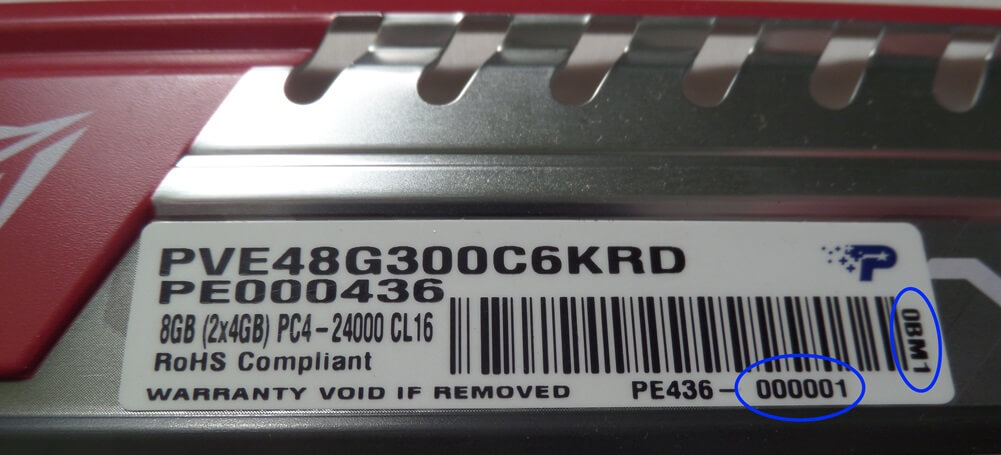 PVE48G300C6KRD
PE000436
8GB (2x4GB) PC4-24000 CL16
RoHS Compliant
WARRANTY VOID IF REMOVED
PE436-000001
0BM1
P